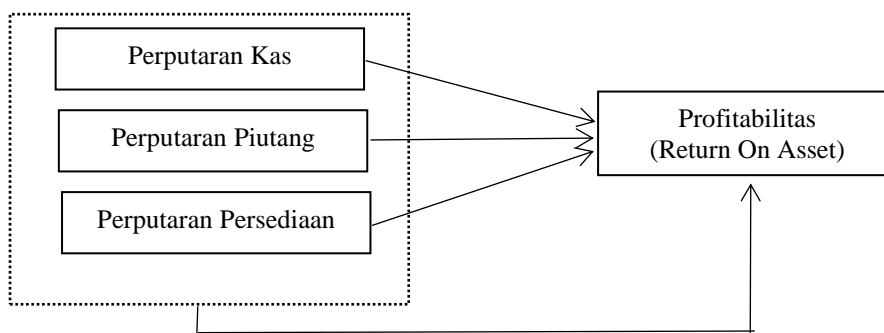 Perputaran Kas
Perputaran Piutang
Perputaran Persediaan
Profitabilitas
(Return On Asset)